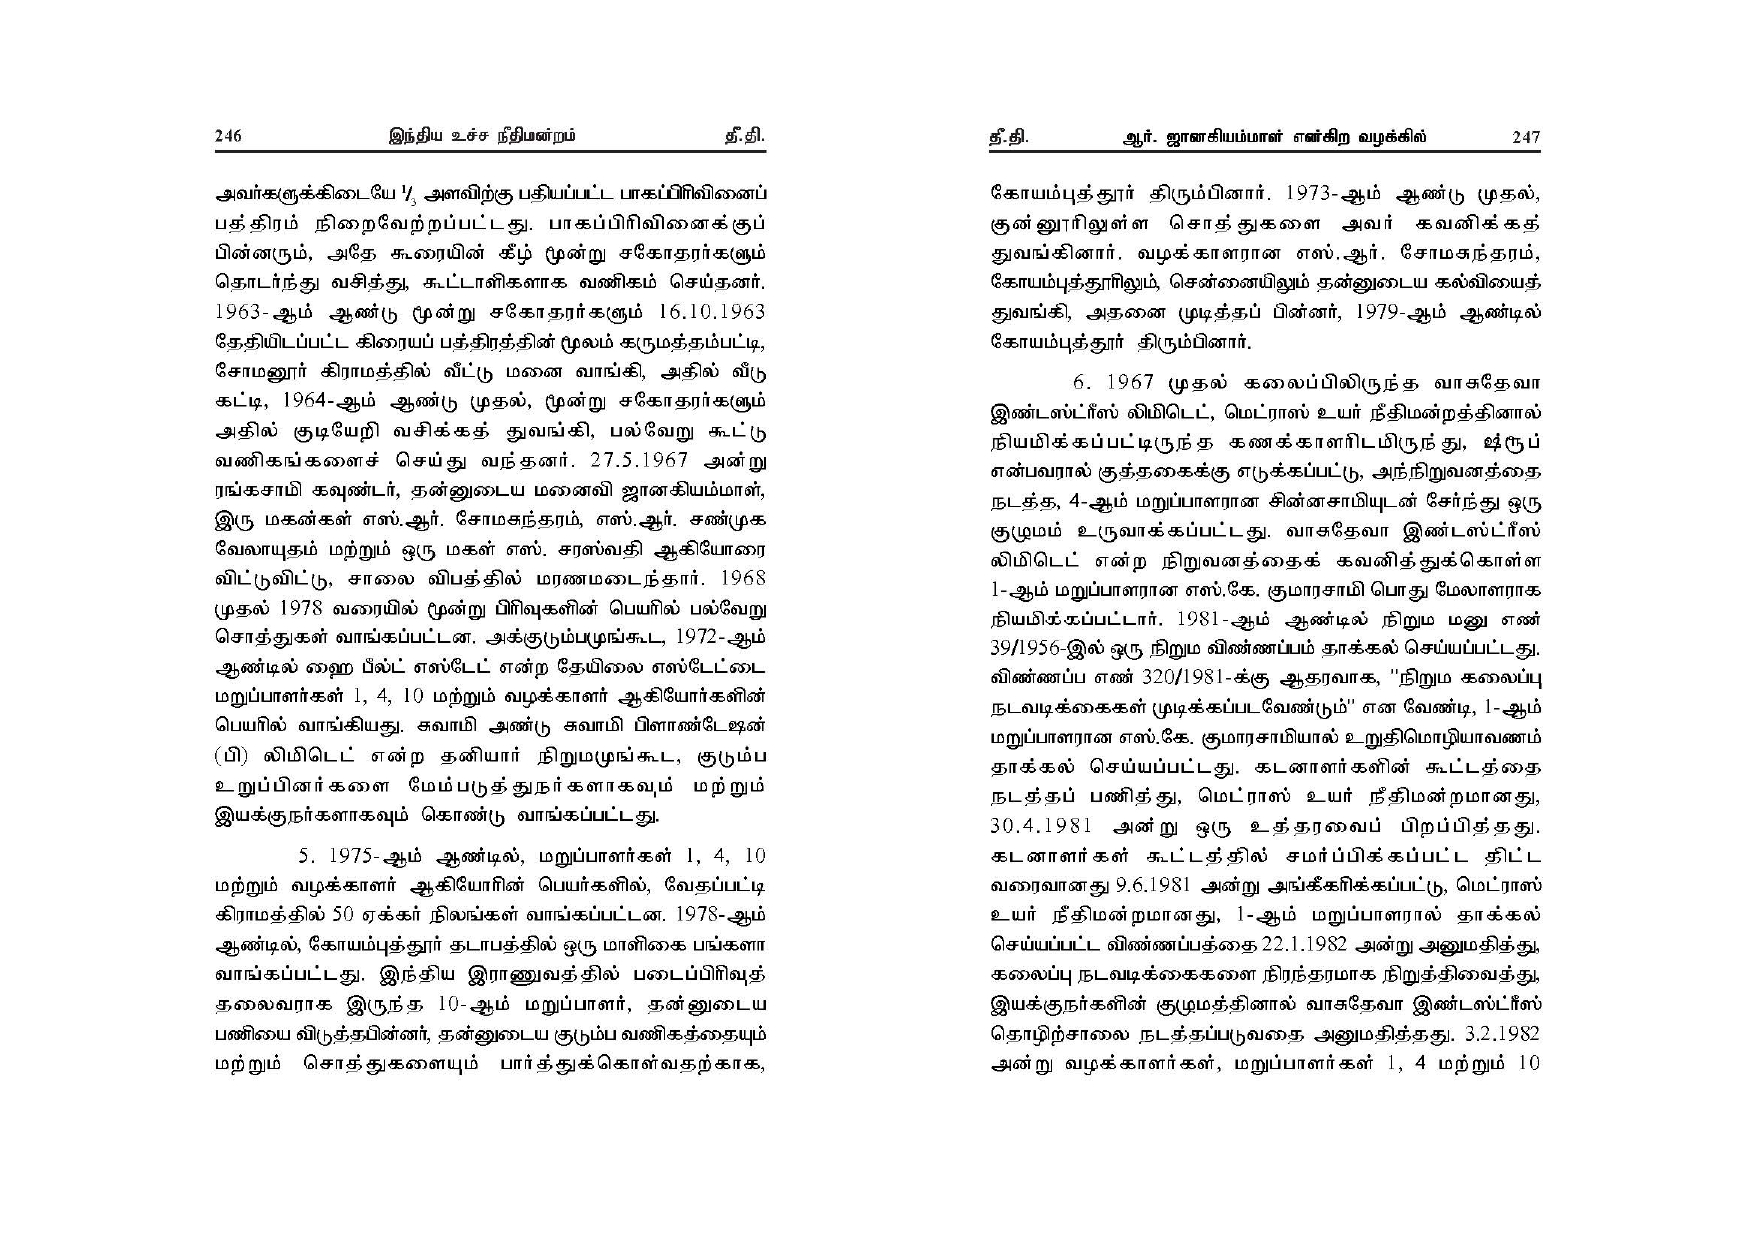 246 இந்திய உச்ச நீதிமன்றம் தீ.தி.
அவர்களுக்கிடையே 1/3 அளவிற்கு பதியப்பட்ட பாகப்பிரிவினைப்
பத்திரம் நிறைவேற்றப்பட்டது. பாகப்பிரிவினைக்குப்
பின்னரும், அதே கூரையின் கீழ் மூன்று சகோதரர்களும்
தொடர்ந்து வசித்து, கூட்டாளிகளாக வணிகம் செய்தனர்.
1963-ஆம் ஆண்டு மூன்று சகோதரர்களும் 16.10.1963
தேதியிடப்பட்ட கிரையப் பத்திரத்தின் மூலம் கருமத்தம்பட்டி,
சோமனூர் கிராமத்தில் வீட்டு மனை வாங்கி, அதில் வீடு
கட்டி, 1964-ஆம் ஆண்டு முதல், மூன்று சகோதரர்களும்
அதில் குடியேறி வசிக்கத் துவங்கி, பல்வேறு கூட்டு
வணிகங்களைச் செய்து வந்தனர். 27.5.1967 அன்று
ரங்கசாமி கவுண்டர், தன்னுடைய மனைவி ஜானகியம்மாள்,
இரு மகன்கள் எஸ்.ஆர். சோமசுந்தரம், எஸ்.ஆர். சண்முக
வேலாயுதம் மற்றும் ஒரு மகள் எஸ். சரஸ்வதி ஆகியோரை
விட்டுவிட்டு, சாலை விபத்தில் மரணமடைந்தார். 1968
முதல் 1978 வரையில் மூன்று பிரிவுகளின் பெயரில் பல்வேறு
சொத்துகள் வாங்கப்பட்டன. அக்குடும்பமுங்கூட, 1972-ஆம்
ஆண்டில் ஹை பீல்ட் எஸ்டேட் என்ற தேயிலை எஸ்டேட்டை
மறுப்பாளர்கள் 1, 4, 10 மற்றும் வழக்காளர் ஆகியோர்களின்
பெயரில் வாங்கியது. சுவாமி அண்டு சுவாமி பிளாண்டேஷன்
(பி) லிமிடெட் என்ற தனியார் நிறுமமுங்கூட, குடும்ப
உறுப்பினர்களை மேம்படுத்துநர்களாகவும் மற்றும்
இயக்குநர்களாகவும் கொண்டு வாங்கப்பட்டது.
5. 1975-ஆம் ஆண்டில், மறுப்பாளர்கள் 1, 4, 10
மற்றும் வழக்காளர் ஆகியோரின் பெயர்களில், வேதப்பட்டி
கிராமத்தில் 50 ஏக்கர் நிலங்கள் வாங்கப்பட்டன. 1978-ஆம்
ஆண்டில், கோயம்புத்தூர் தடாபத்தில் ஒரு மாளிகை பங்களா
வாங்கப்பட்டது. இந்திய இராணுவத்தில் படைப்பிரிவுத்
தலைவராக இருந்த 10-ஆம் மறுப்பாளர், தன்னுடைய
பணியை விடுத்தபின்னர், தன்னுடைய குடும்ப வணிகத்தையும்
மற்றும் சொத்துகளையும் பார்த்துக்கொள்வதற்காக,
தீ.தி. ஆர். ஜானகியம்மாள் என்கிற வழக்கில் 247
கோயம்புத்தூர் திரும்பினார். 1973-ஆம் ஆண்டு முதல்,
குன்னூரிலுள்ள சொத்துகளை அவர் கவனிக்கத்
துவங்கினார். வழக்காளரான எஸ்.ஆர். சோமசுந்தரம்,
கோயம்புத்தூரிலும், சென்னையிலும் தன்னுடைய கல்வியைத்
துவங்கி, அதனை முடித்தப் பின்னர், 1979-ஆம் ஆண்டில்
கோயம்புத்தூர் திரும்பினார்.
6. 1967 முதல் கலைப்பிலிருந்த வாசுதேவா
இண்டஸ்ட்ரீஸ் லிமிடெட், மெட்ராஸ் உயர் நீதிமன்றத்தினால்
நியமிக்கப்பட்டிருந்த கணக்காளரிடமிருந்து, ஷ்ரூப்
என்பவரால் குத்தகைக்கு எடுக்கப்பட்டு, அந்நிறுவனத்தை
நடத்த, 4-ஆம் மறுப்பாளரான சின்னசாமியுடன் சேர்ந்து ஒரு
குழுமம் உருவாக்கப்பட்டது. வாசுதேவா இண்டஸ்ட்ரீஸ்
லிமிடெட் என்ற நிறுவனத்தைக் கவனித்துக்கொள்ள
1-ஆம் மறுப்பாளரான எஸ்.கே. குமாரசாமி பொது மேலாளராக
நியமிக்கப்பட்டார். 1981-ஆம் ஆண்டில் நிறும மனு எண்
39/1956-இல் ஒரு நிறும விண்ணப்பம் தாக்கல் செய்யப்பட்டது.
விண்ணப்ப எண் 320/1981-க்கு ஆதரவாக, "நிறும கலைப்பு
நடவடிக்கைகள் முடிக்கப்படவேண்டும்" என வேண்டி, 1-ஆம்
மறுப்பாளரான எஸ்.கே. குமாரசாமியால் உறுதிமொழியாவணம்
தாக்கல் செய்யப்பட்டது. கடனாளர்களின் கூட்டத்தை
நடத்தப் பணித்து, மெட்ராஸ் உயர் நீதிமன்றமானது,
30.4.1981 அன்று ஒரு உத்தரவைப் பிறப்பித்தது.
கடனாளர்கள் கூட்டத்தில் சமர்ப்பிக்கப்பட்ட திட்ட
வரைவானது 9.6.1981 அன்று அங்கீகரிக்கப்பட்டு, மெட்ராஸ்
உயர் நீதிமன்றமானது, 1-ஆம் மறுப்பாளரால் தாக்கல்
செய்யப்பட்ட விண்ணப்பத்தை 22.1.1982 அன்று அனுமதித்து,
கலைப்பு நடவடிக்கைகளை நிரந்தரமாக நிறுத்திவைத்து,
இயக்குநர்களின் குழுமத்தினால் வாசுதேவா இண்டஸ்ட்ரீஸ்
தொழிற்சாலை நடத்தப்படுவதை அனுமதித்தது. 3.2.1982
அன்று வழக்காளர்கள், மறுப்பாளர்கள் 1, 4 மற்றும் 10